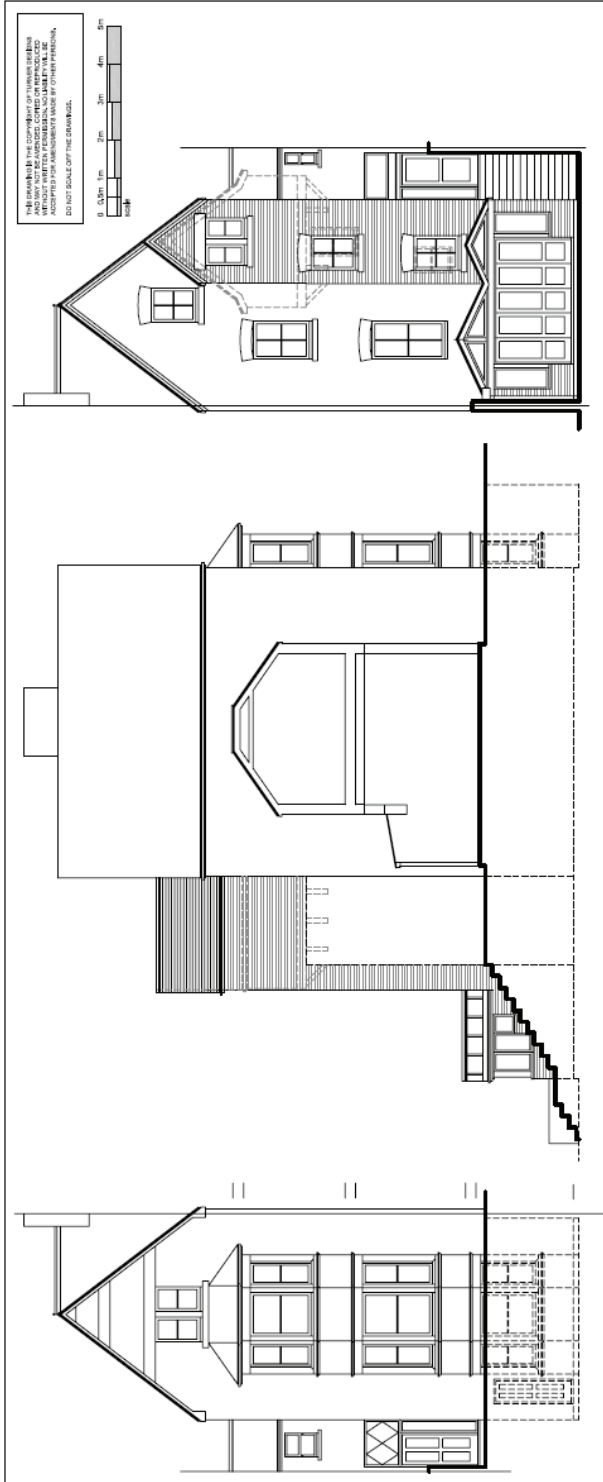 THIS DRAWING IS THE COPYRIGHT OF TURNER DESIGNS
AND MAY NOT BE AMENDED, COPIED OR REPRODUCED
WITHOUT WRITTEN PERMISSION. NO LIABILITY WILL BE
ACCEPTED FOR AMENDMENTS MADE BY OTHER PERSONS.
DO NOT SCALE OFF THE DRAWINGS.
0 0,5m 1m 2m 3m 4m 5m
scale